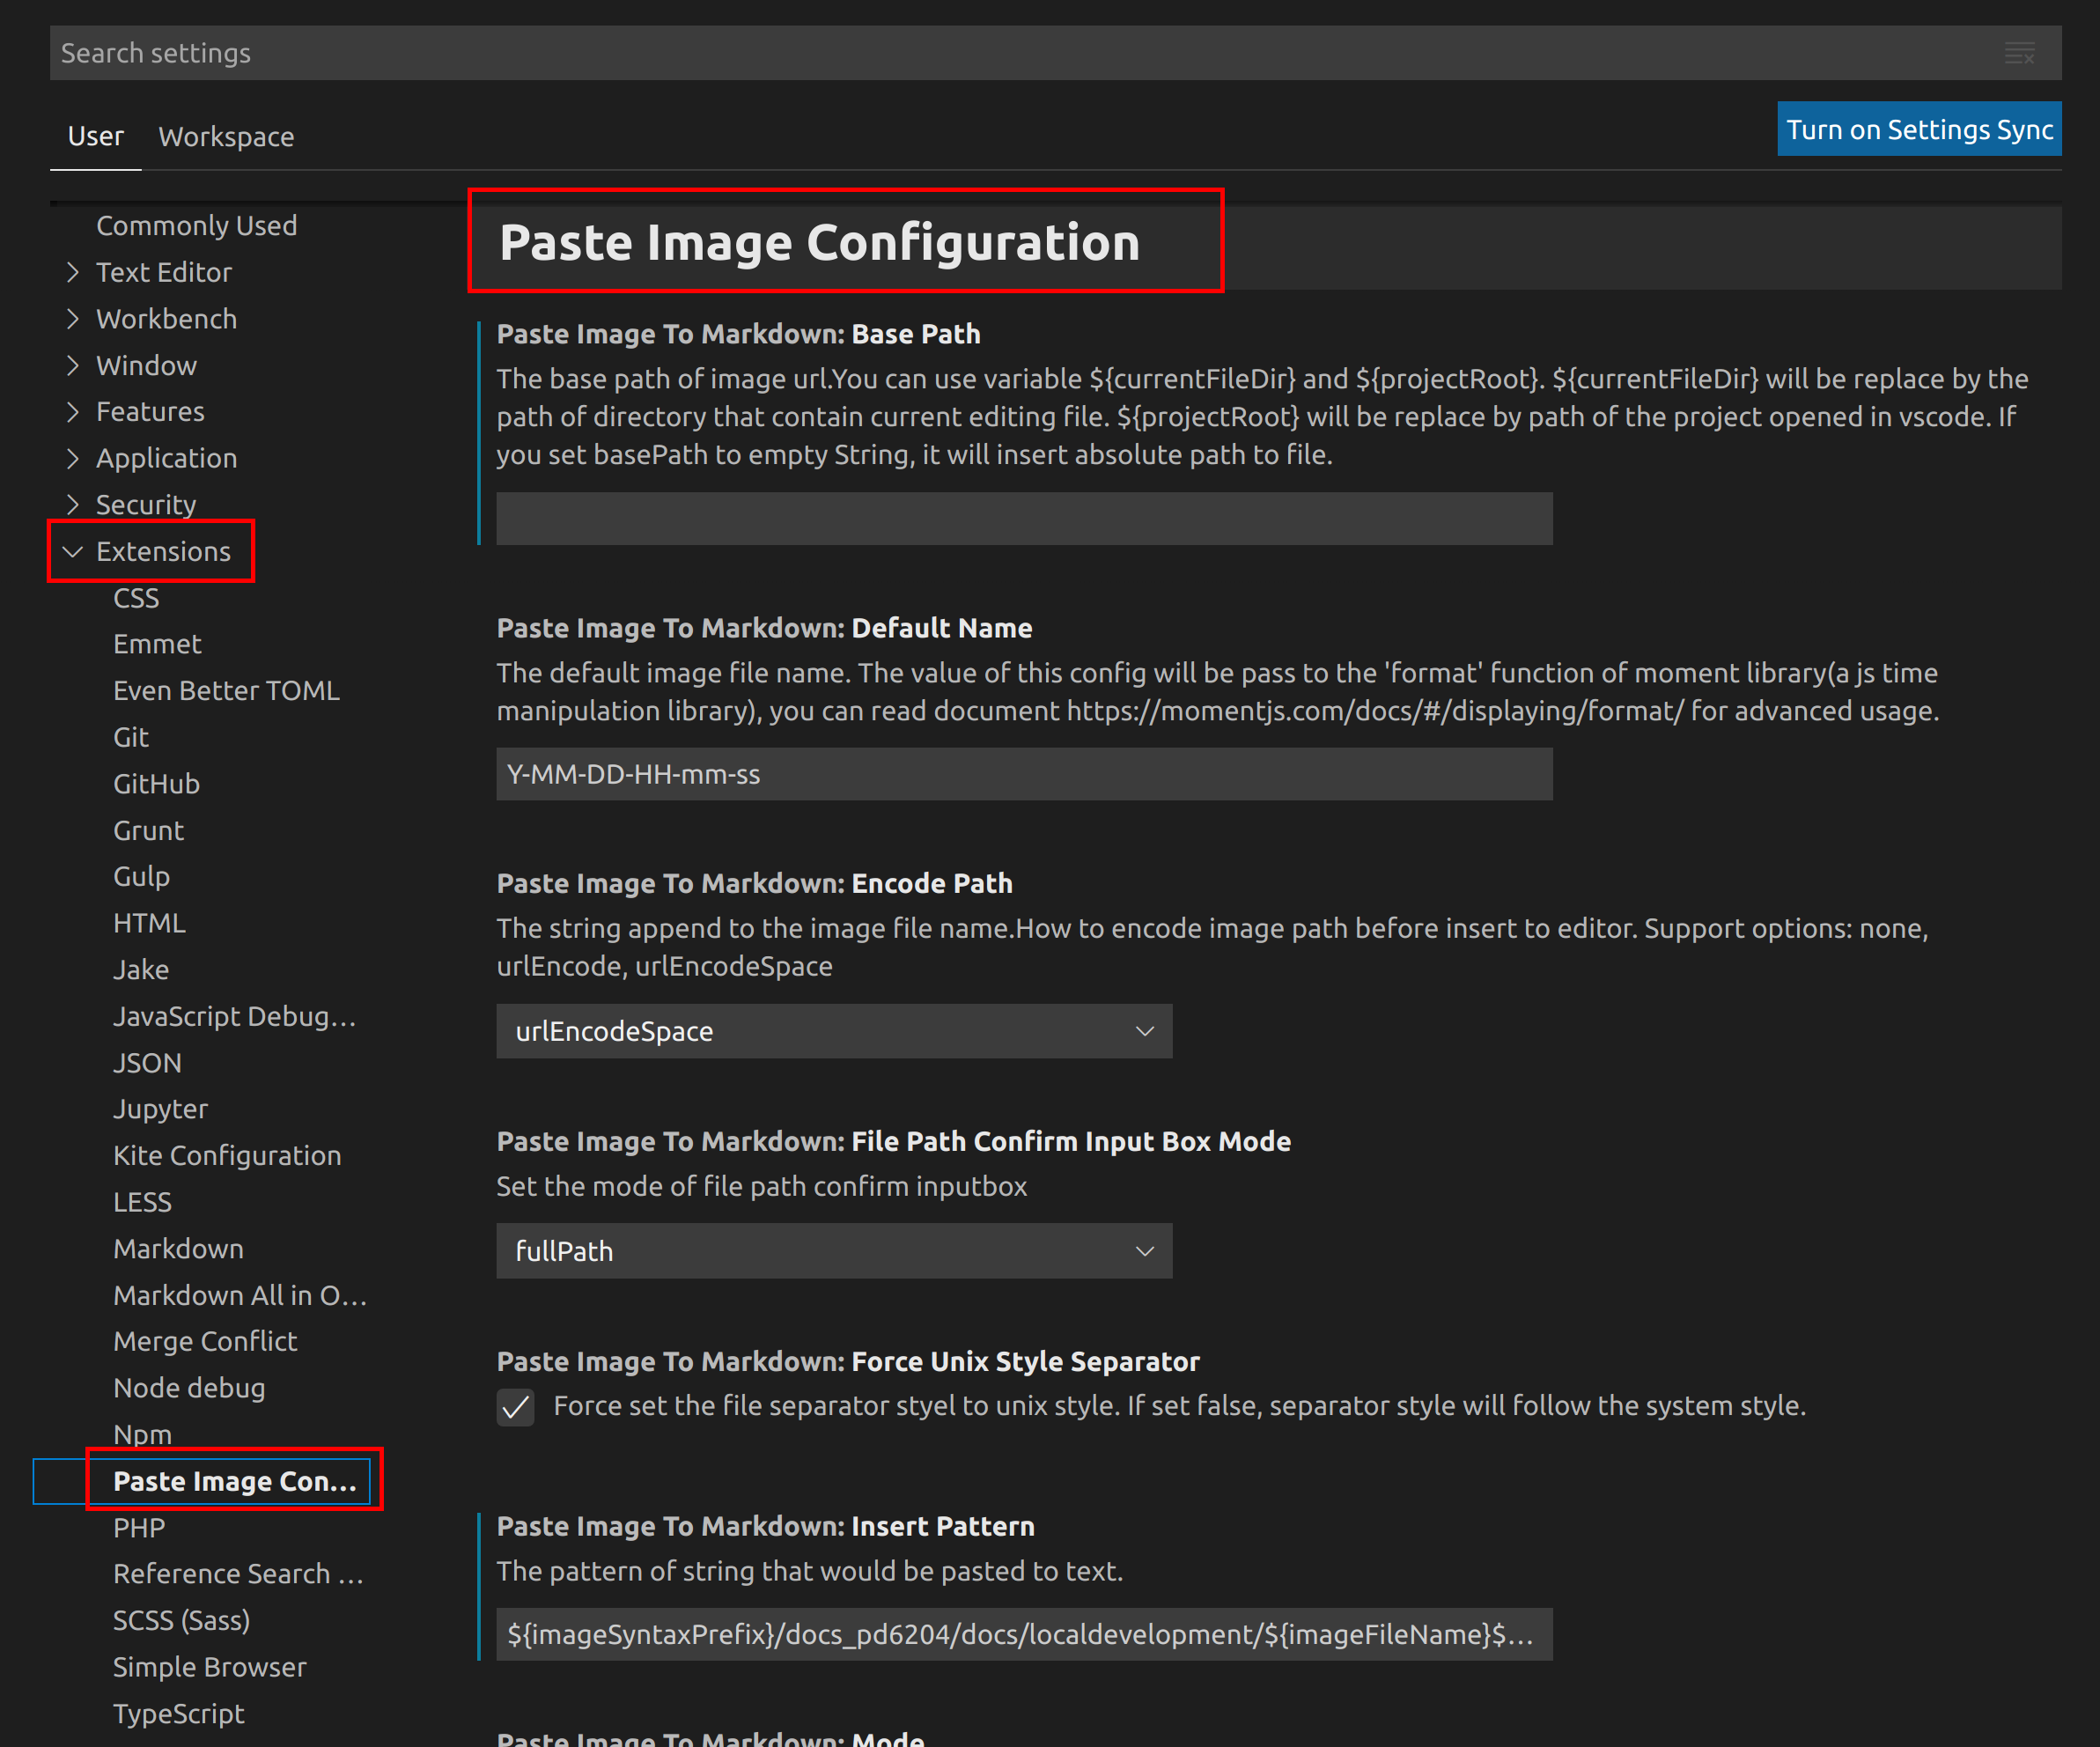 Search settings
User
Workspace
Turn on Settings Sync
Commonly Used
Text Editor
Workbench
Window
Features
Application
Security
Extensions
CSS
Emmet
Even Better TOML
Git
GitHub
Grunt
Gulp
HTML
Jake
JavaScript Debug…
JSON
Jupyter
Kite Configuration
LESS
Markdown
Markdown All in O…
Merge Conflict
Node debug
Npm
Paste Image Con…
PHP
Reference Search …
SCSS (Sass)
Simple Browser
TypeScript
Paste Image Configuration
Paste Image To Markdown: Base Path
The base path of image url.You can use variable ${currentFileDir} and ${projectRoot}. ${currentFileDir} will be replace by the
path of directory that contain current editing file. ${projectRoot} will be replace by path of the project opened in vscode. If
you set basePath to empty String, it will insert absolute path to file.
Paste Image To Markdown: Default Name
The default image file name. The value of this config will be pass to the 'format' function of moment library(a js time
manipulation library), you can read document https://momentjs.com/docs/#/displaying/format/ for advanced usage.
Y-MM-DD-HH-mm-ss
Paste Image To Markdown: Encode Path
The string append to the image file name.How to encode image path before insert to editor. Support options: none,
urlEncode, urlEncodeSpace
urlEncodeSpace
Paste Image To Markdown: File Path Confirm Input Box Mode
Set the mode of file path confirm inputbox
fullPath
Paste Image To Markdown: Force Unix Style Separator
Force set the file separator styel to unix style. If set false, separator style will follow the system style.
Paste Image To Markdown: Insert Pattern
The pattern of string that would be pasted to text.
${imageSyntaxPrefix}/docs_pd6204/docs/localdevelopment/${imageFileName}$…
Paste Image To Markdown: Mode